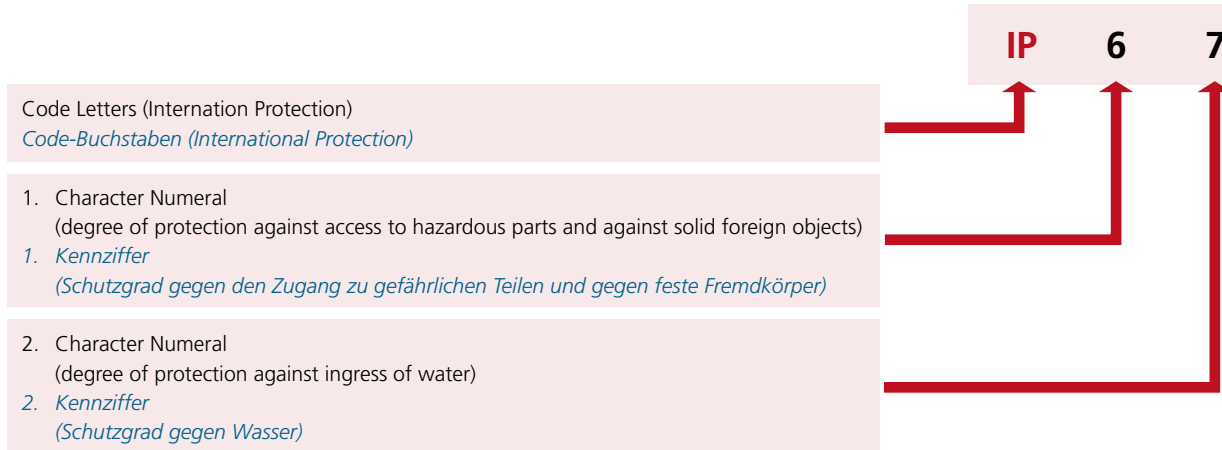 IP 6 7
Code Letters (Internation Protection)
Code-Buchstaben (International Protection)
1. Character Numeral
(degree of protection against access to hazardous parts and against solid foreign objects)
1. Kennziffer
(Schutzgrad gegen den Zugang zu gefährlichen Teilen und gegen feste Fremdkörper)
2. Character Numeral
(degree of protection against ingress of water)
2. Kennziffer
(Schutzgrad gegen Wasser)